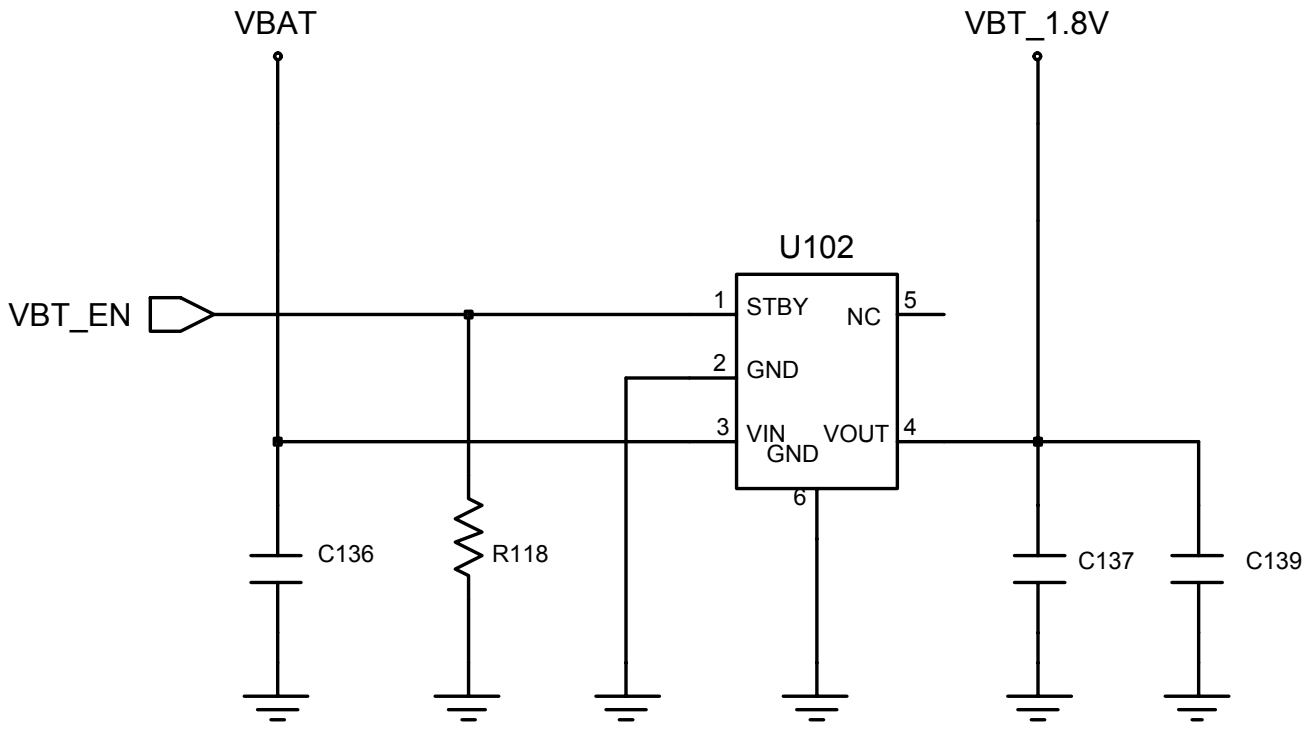 VBAT
VBT_1.8V
U102
VBT_EN
1 STBY
NC 5
2 GND
3 VIN
VOUT 4
GND
6
C136
R118
C137
C139